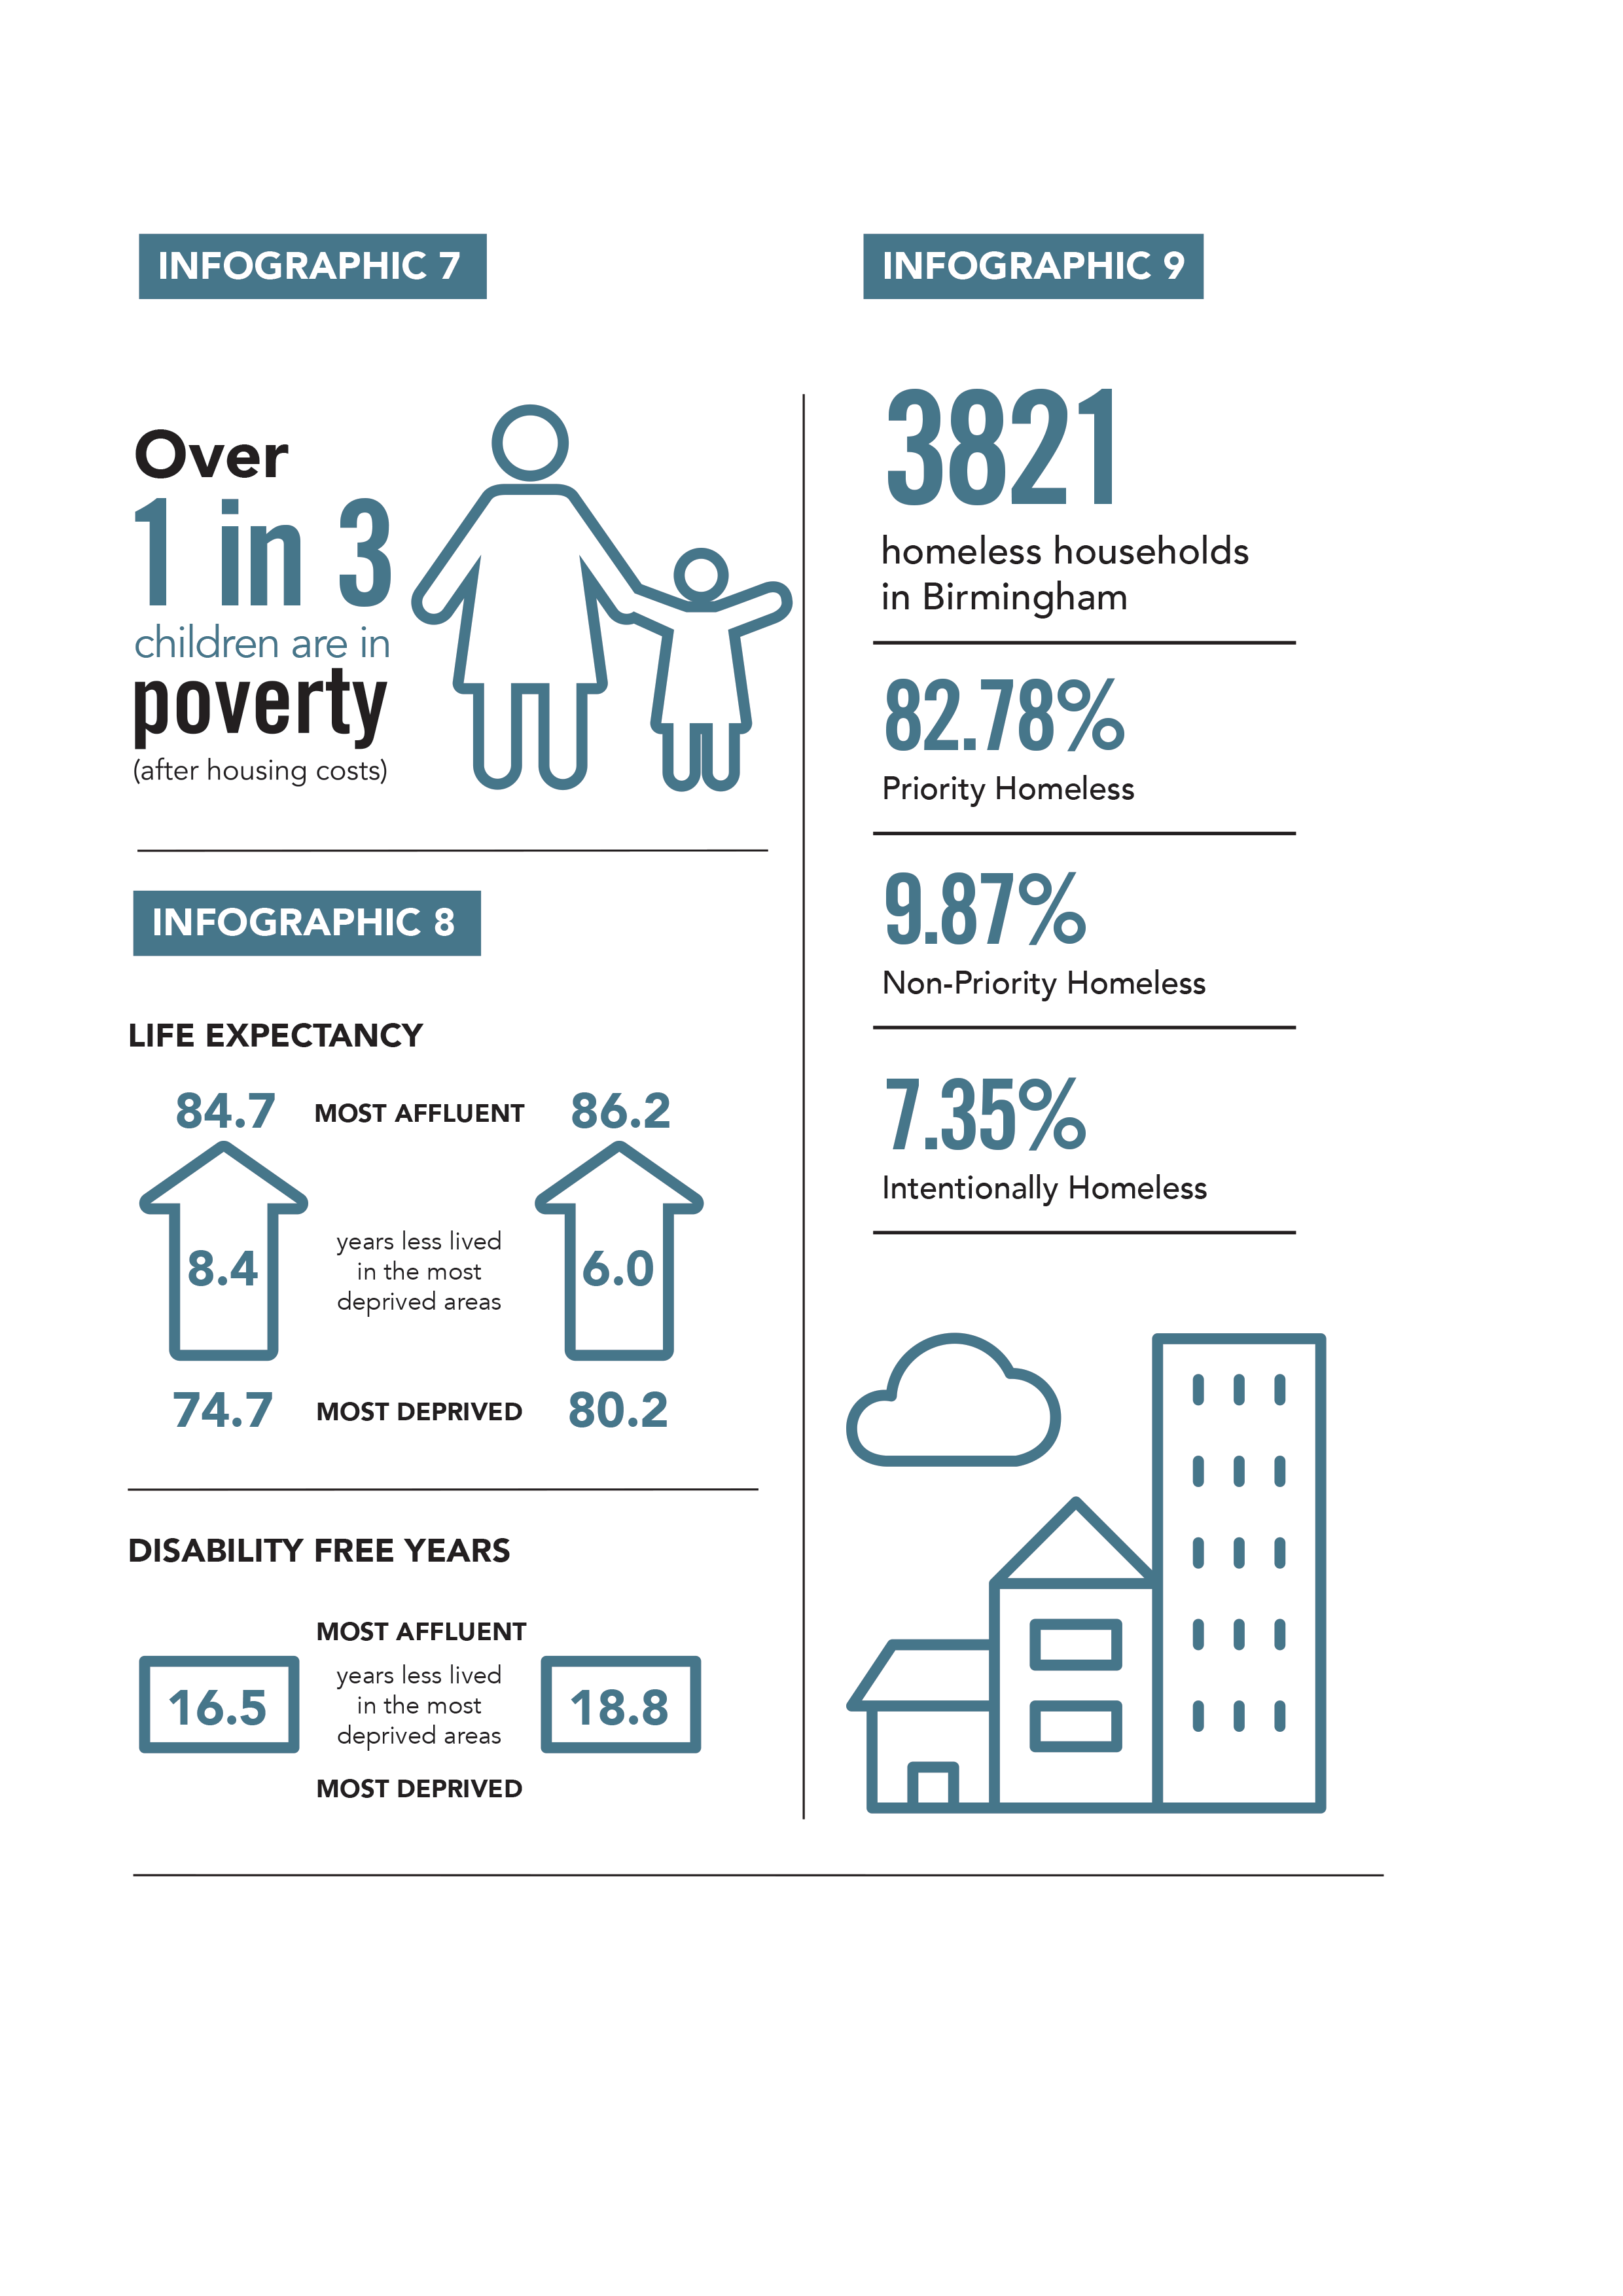 INFOGRAPHIC 7
Over
1 in 3
children are in
poverty
(after housing costs)
INFOGRAPHIC 8
LIFE EXPECTANCY
84.7 MOST AFFLUENT 86.2
8.4
years less lived
in the most
deprived areas
6.0
74.7 MOST DEPRIVED 80.2
DISABILITY FREE YEARS
MOST AFFLUENT
16.5
years less lived
in the most
deprived areas
18.8
MOST DEPRIVED
INFOGRAPHIC 9
3821
homeless households
in Birmingham
82.78%
Priority Homeless
9.87%
Non-Priority Homeless
7.35%
Intentionally Homeless